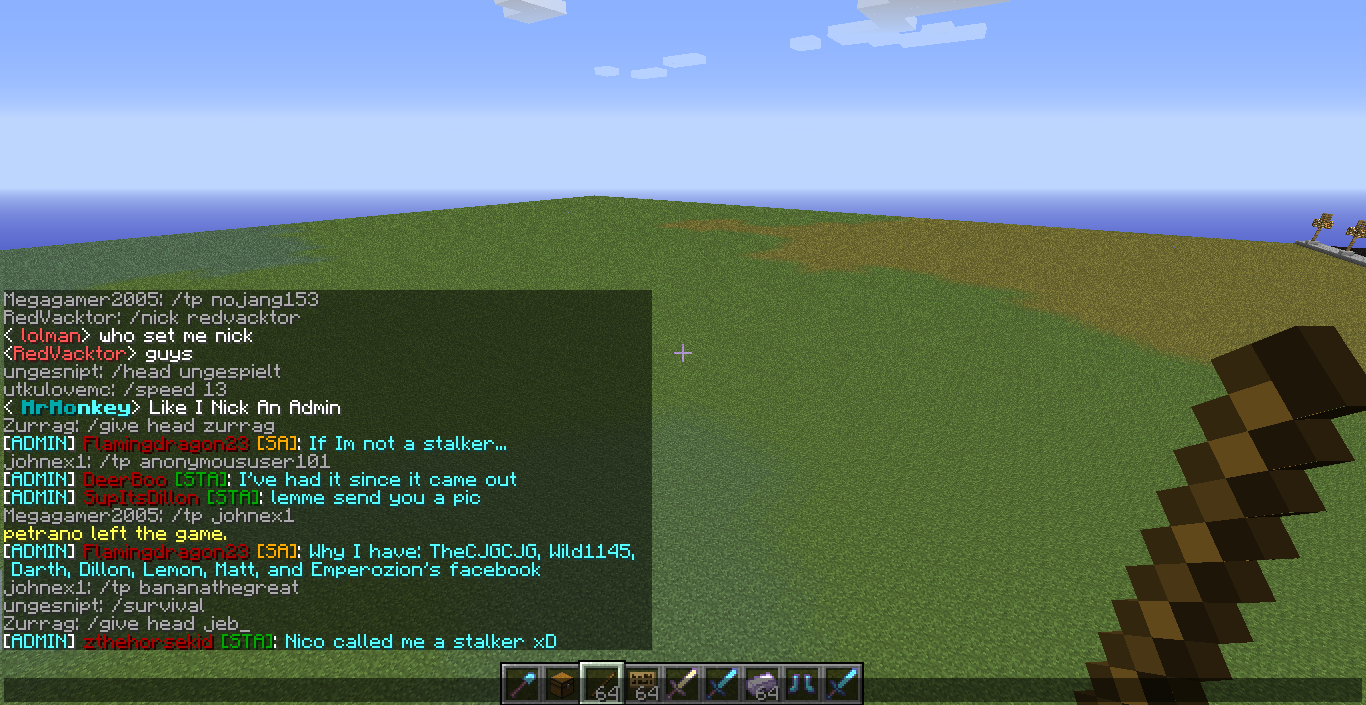 Megagamer2005: /tp nojang153
RedVacktor: /nick redvacktor
< lolman> who set me nick
<RedVacktor> guys
ungesnipt: /head ungespielt
utkulovemc: /speed 13
< MrMonkey> Like I Nick An Admin
Zurrag: /give head zurrag
[ADMIN] Flamingdragon23 [SA]: If Im not a stalker...
johnex1: /tp anonymoususer101
[ADMIN] DeerBoo [STA]: I've had it since it came out
[ADMIN] SupItsDillon [STA]: lemme send you a pic
Megagamer2005: /tp johnex1
petrano left the game.
[ADMIN] Flamingdragon23 [SA]: Why I have: TheCJGCJG, Wild1145,
Darth, Dillon, Lemon, Matt, and Emperozion's facebook
johnex1: /tp bananathegreat
ungesnipt: /survival
Zurrag: /give head jeb_
[ADMIN] zthehorsekid [STA]: Nico called me a stalker xD
64 64 64